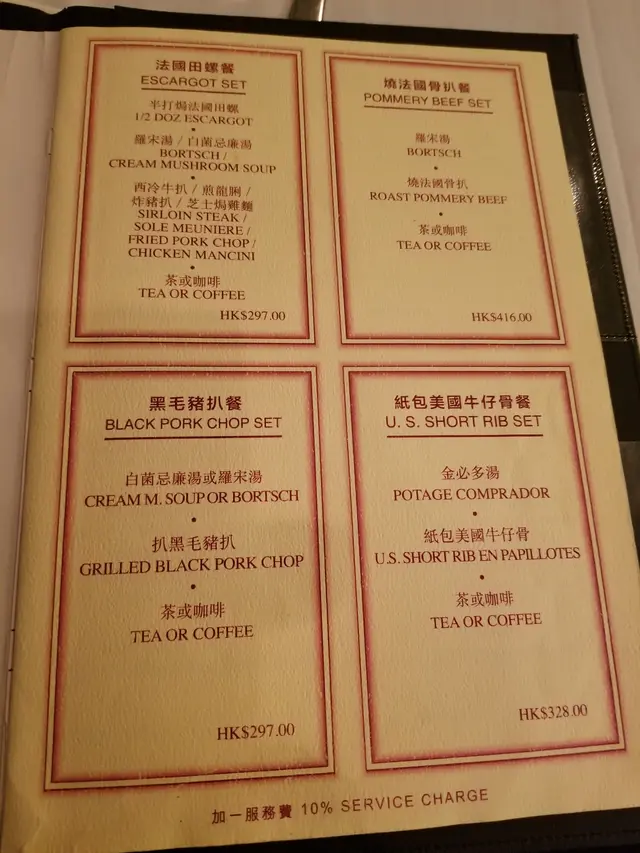 法國田螺餐
ESCARGOT SET
半打焗法國田螺
1/2 DOZ ESCARGOT
•
羅宋湯 / 白菌忌廉湯
BORTSCH /
CREAM MUSHROOM SOUP
•
西冷牛扒 / 煎龍脷 /
炸豬扒 / 芝士焗雞麵
SIRLOIN STEAK /
SOLE MEUNIERE /
FRIED PORK CHOP /
CHICKEN MANCINI
•
茶或咖啡
TEA OR COFFEE
HK$297.00
燒法國骨扒餐
POMMERY BEEF SET
羅宋湯
BORTSCH
•
燒法國骨扒
ROAST POMMERY BEEF
•
茶或咖啡
TEA OR COFFEE
HK$416.00
黑毛豬扒餐
BLACK PORK CHOP SET
白菌忌廉湯或羅宋湯
CREAM M. SOUP OR BORTSCH
•
扒黑毛豬扒
GRILLED BLACK PORK CHOP
•
茶或咖啡
TEA OR COFFEE
HK$297.00
紙包美國牛仔骨餐
U. S. SHORT RIB SET
金必多湯
POTAGE COMPRADOR
•
紙包美國牛仔骨
U.S. SHORT RIB EN PAPILLOTES
•
茶或咖啡
TEA OR COFFEE
HK$328.00
加一服務費 10% SERVICE CHARGE